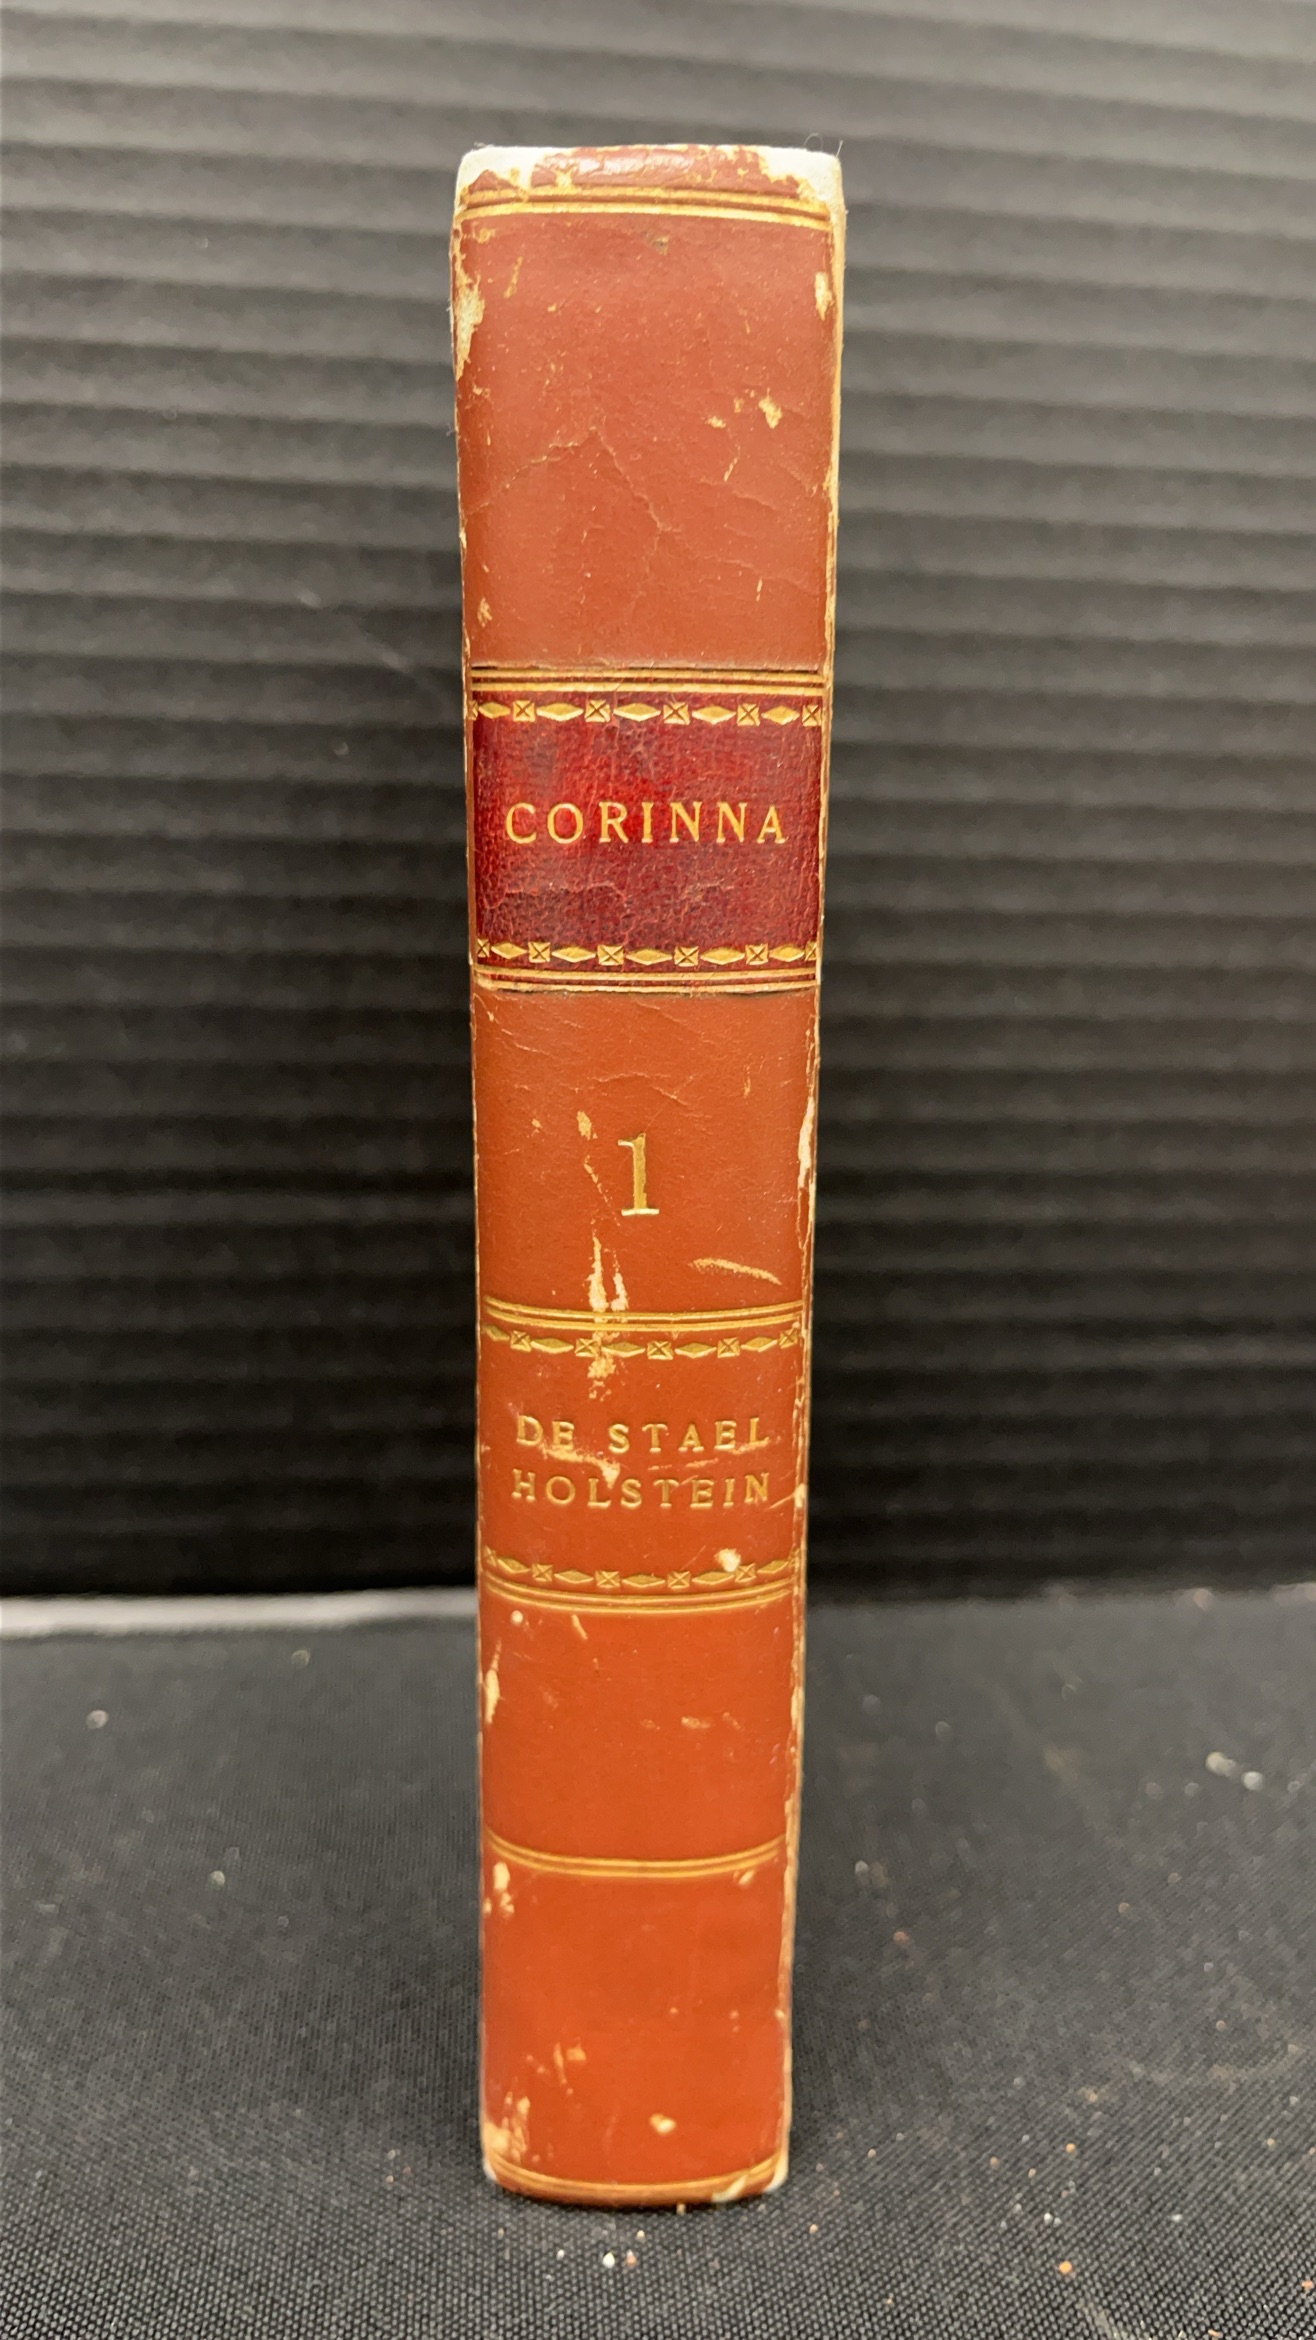 CORINNA
1
DE STAEL
HOLSTEIN